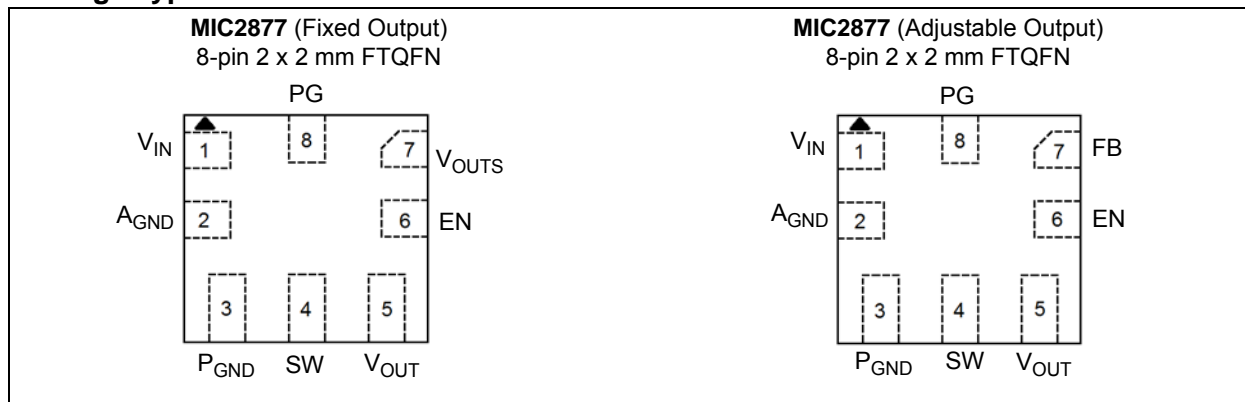 MIC2877 (Fixed Output)
8-pin 2 x 2 mm FTQFN
PG
VIN 1 8 7 VOUTS
AGND 2 6 EN
3 4 5
PGND SW VOUT
MIC2877 (Adjustable Output)
8-pin 2 x 2 mm FTQFN
PG
VIN 1 8 7 FB
AGND 2 6 EN
3 4 5
PGND SW VOUT